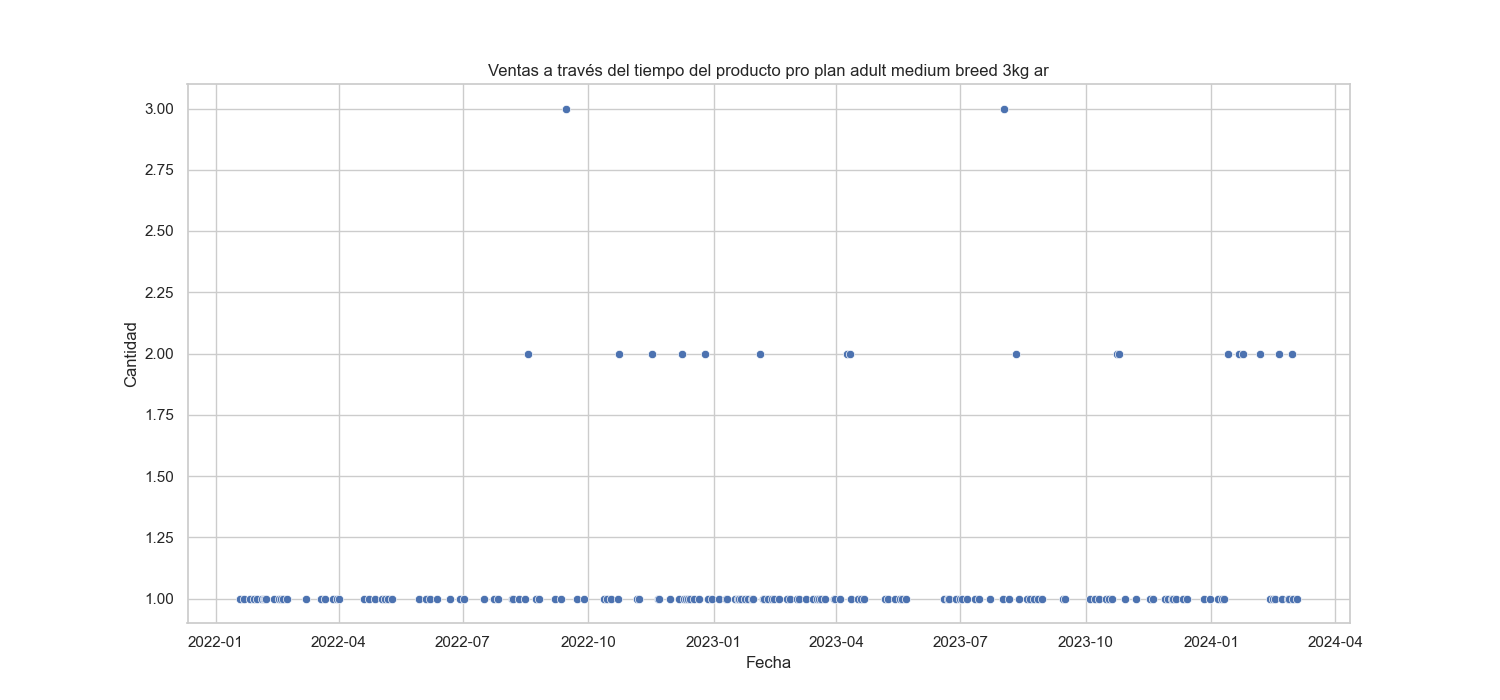 Ventas a través del tiempo del producto pro plan adult medium breed 3kg ar
3.00
2.75
2.50
2.25
2.00
1.75
1.50
1.25
1.00
Cantidad
2022-01 2022-04 2022-07 2022-10 2023-01 2023-04 2023-07 2023-10 2024-01 2024-04
Fecha